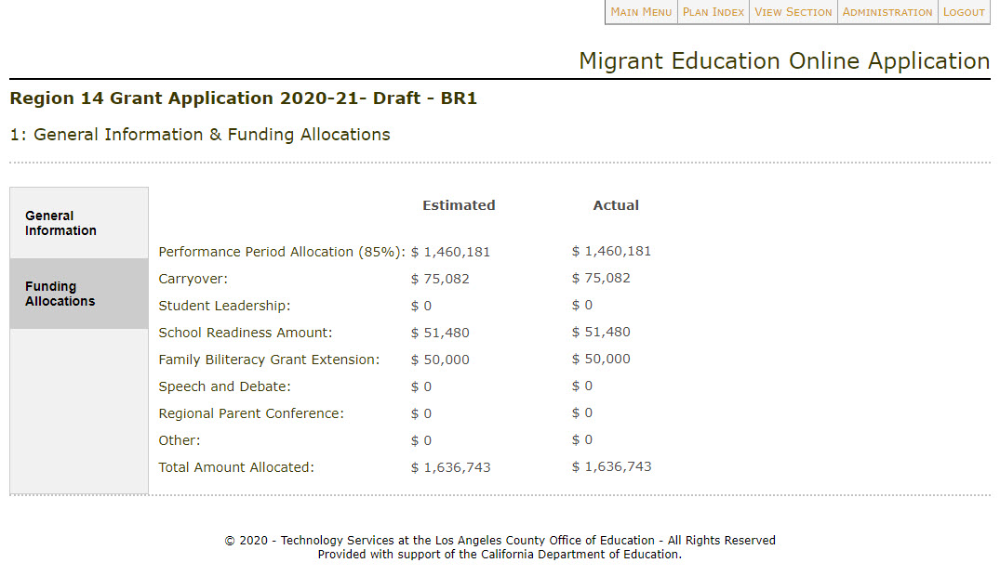 Main Menu Plan Index View Section Administration Logout
Migrant Education Online Application
Region 14 Grant Application 2020-21- Draft - BR1
1: General Information & Funding Allocations
General
Information
Funding
Allocations
Estimated Actual
Performance Period Allocation (85%): $ 1,460,181 $ 1,460,181
Carryover: $ 75,082 $ 75,082
Student Leadership: $ 0 $ 0
School Readiness Amount: $ 51,480 $ 51,480
Family Biliteracy Grant Extension: $ 50,000 $ 50,000
Speech and Debate: $ 0 $ 0
Regional Parent Conference: $ 0 $ 0
Other: $ 0 $ 0
Total Amount Allocated: $ 1,636,743 $ 1,636,743
© 2020 - Technology Services at the Los Angeles County Office of Education - All Rights Reserved
Provided with support of the California Department of Education.